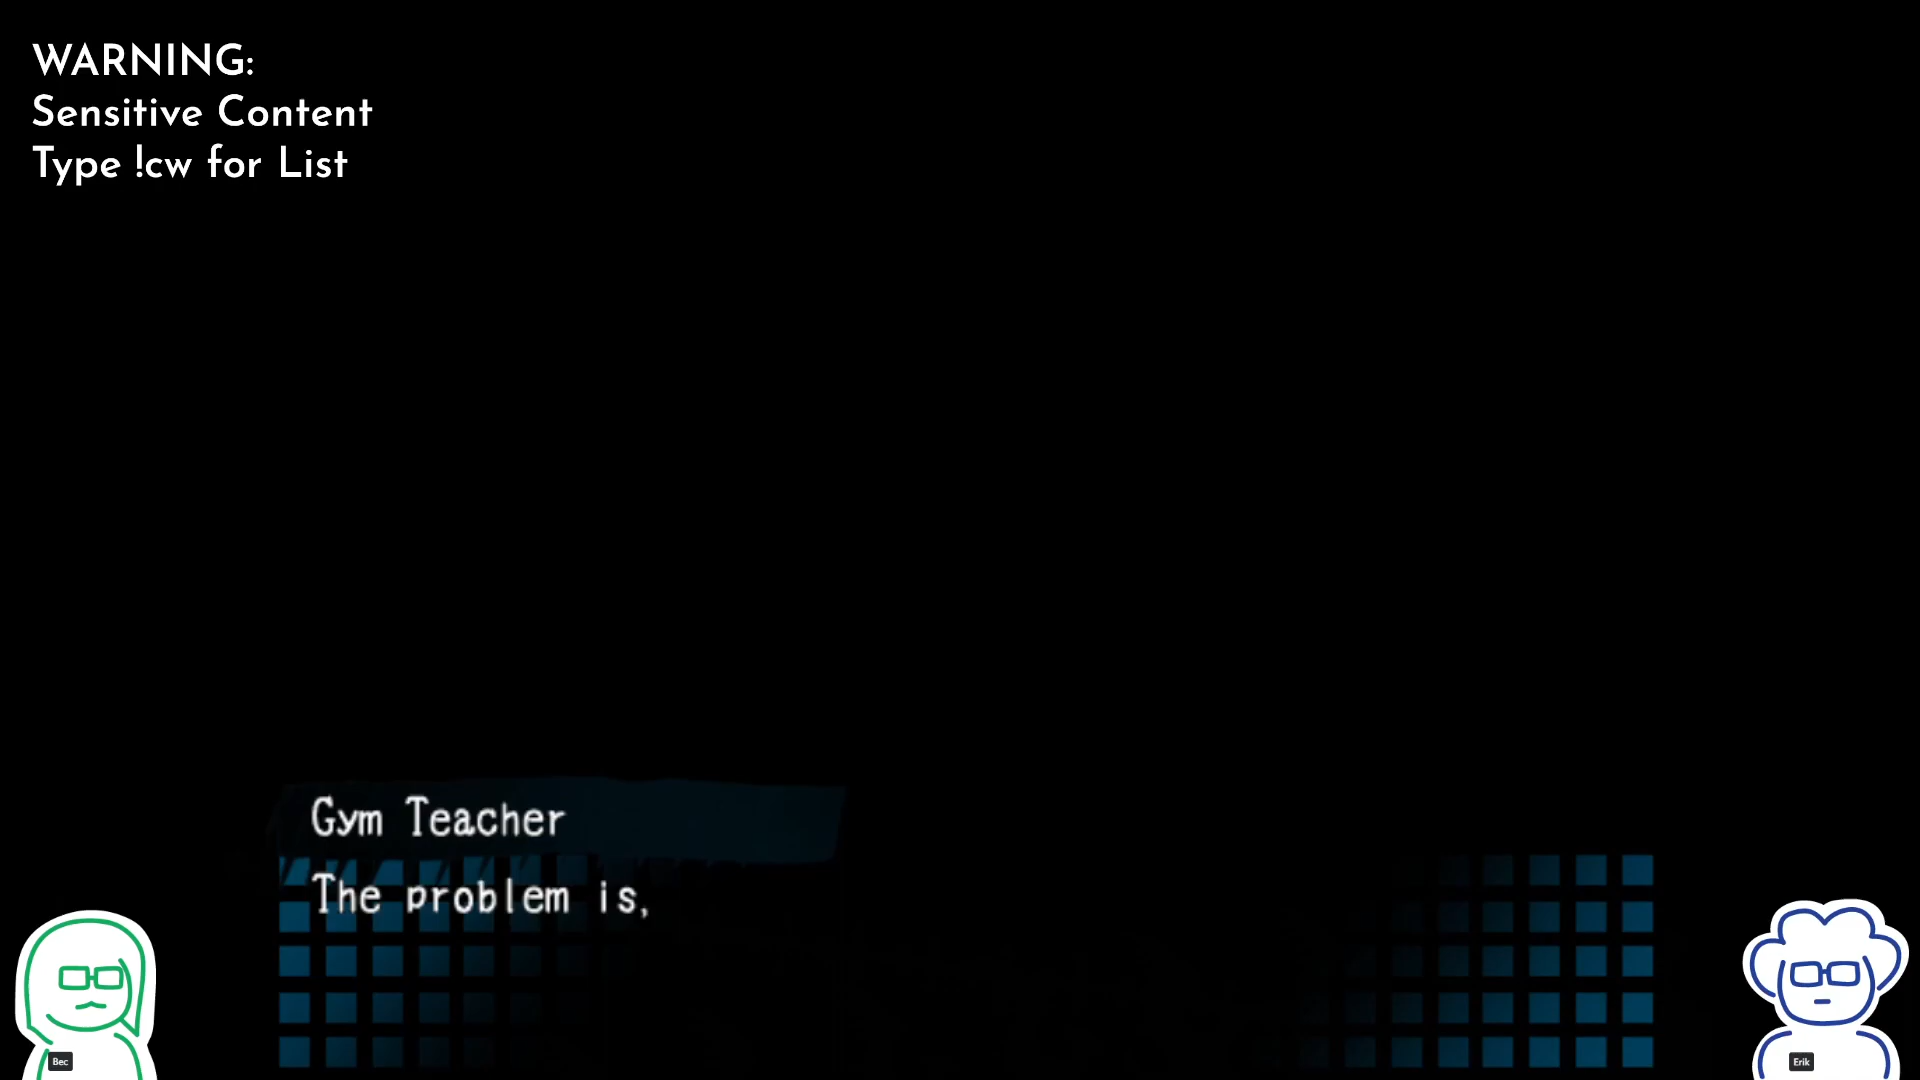 WARNING:
Sensitive Content
Type !cw for List
Gym Teacher
The problem is,
Bec
Erik